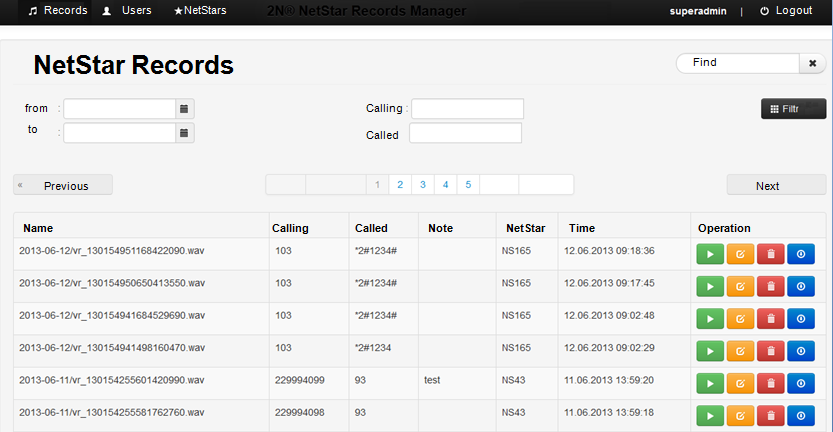 Records Users NetStars 2N® NetStar Records Manager superadmin | Logout
NetStar Records
Find
from :
Calling :
Filtr
to :
Called
« Previous
1 2 3 4 5
Next
Name Calling Called Note NetStar Time Operation
2013-06-12/vr_130154951168422090.wav 103 *2#1234# NS165 12.06.2013 09:18:36
2013-06-12/vr_130154950650413550.wav 103 *2#1234# NS165 12.06.2013 09:17:45
2013-06-12/vr_130154941684529690.wav 103 *2#1234# NS165 12.06.2013 09:02:48
2013-06-12/vr_130154941498160470.wav 103 *2#1234 NS165 12.06.2013 09:02:29
2013-06-11/vr_130154255601420990.wav 229994099 93 test NS43 11.06.2013 13:59:20
2013-06-11/vr_130154255581762760.wav 229994098 93 NS43 11.06.2013 13:59:18